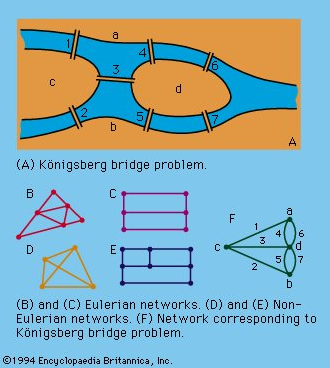 1
a
4
6
3
c
d
2
b
5
7
A
(A) Königsberg bridge problem.
B
C
F
a
1
4
6
c
3
d
D
E
2
5
7
b
(B) and (C) Eulerian networks. (D) and (E) Non-
Eulerian networks. (F) Network corresponding to
Königsberg bridge problem.
©1994 Encyclopaedia Britannica, Inc.